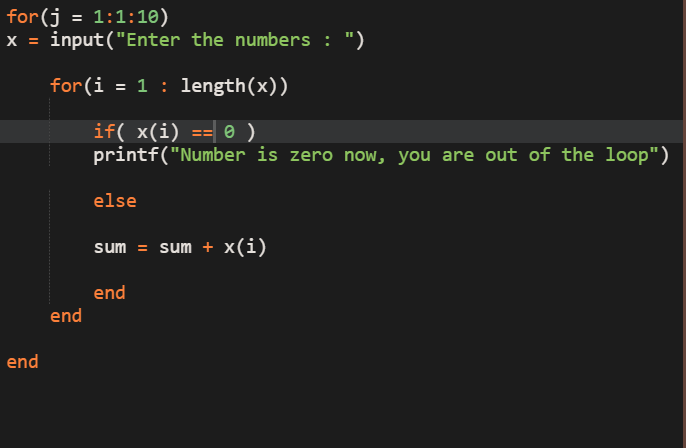 for(j = 1:1:10)
x = input("Enter the numbers : ")
for(i = 1 : length(x))
if( x(i) == 0 )
printf("Number is zero now, you are out of the loop")
else
sum = sum + x(i)
end
end
end